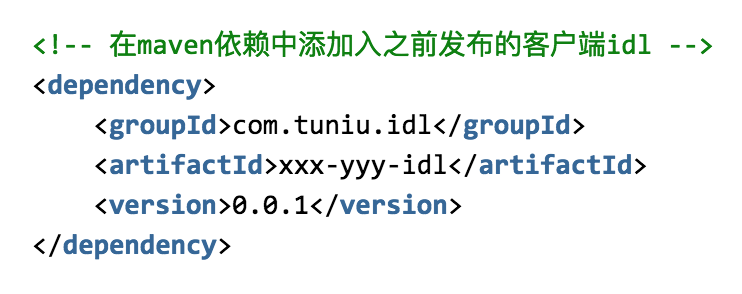 <!-- 在maven依赖中添加入之前发布的客户端idl -->
<dependency>
    <groupId>com.tuniu.idl</groupId>
    <artifactId>xxx-yyy-idl</artifactId>
    <version>0.0.1</version>
</dependency>